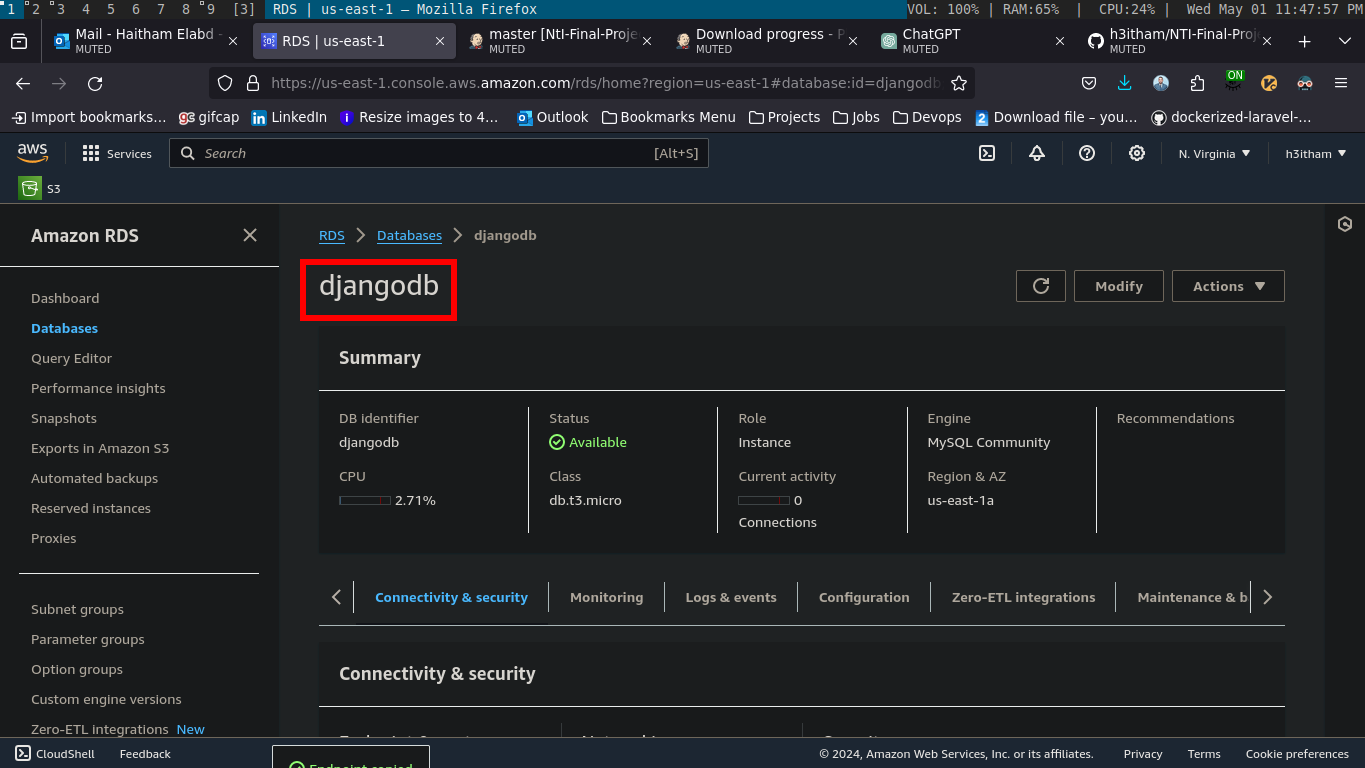 1 2 3 4 5 6 7 8 9 [3] RDS | us-east-1 — Mozilla Firefox VOL: 100% | RAM:65% | CPU:24% | Wed May 01 11:47:57 PM
Mail - Haitham Elabd -
MUTED
RDS | us-east-1
master [NtI-Final-Proje
MUTED
Download progress - P
MUTED
ChatGPT
MUTED
h3itham/NTI-Final-Proj
MUTED
https://us-east-1.console.aws.amazon.com/rds/home?region=us-east-1#database:id=djangodb
ON
Import bookmarks... gifcap LinkedIn Resize images to 4... Outlook Bookmarks Menu Projects Jobs Devops Download file – you... dockerized-laravel-...
aws Services Search [Alt+S] N. Virginia h3itham
S3
Amazon RDS
Dashboard
Databases
Query Editor
Performance insights
Snapshots
Exports in Amazon S3
Automated backups
Reserved instances
Proxies
Subnet groups
Parameter groups
Option groups
Custom engine versions
Zero-ETL integrations New
RDS Databases djangodb
djangodb
Modify Actions
Summary
DB identifier
djangodb
CPU
2.71%
Status
Available
Class
db.t3.micro
Role
Instance
Current activity
0
Connections
Engine
MySQL Community
Region & AZ
us-east-1a
Recommendations
Connectivity & security Monitoring Logs & events Configuration Zero-ETL integrations Maintenance & b
Connectivity & security
Endpoint copied
CloudShell Feedback © 2024, Amazon Web Services, Inc. or its affiliates. Privacy Terms Cookie preferences